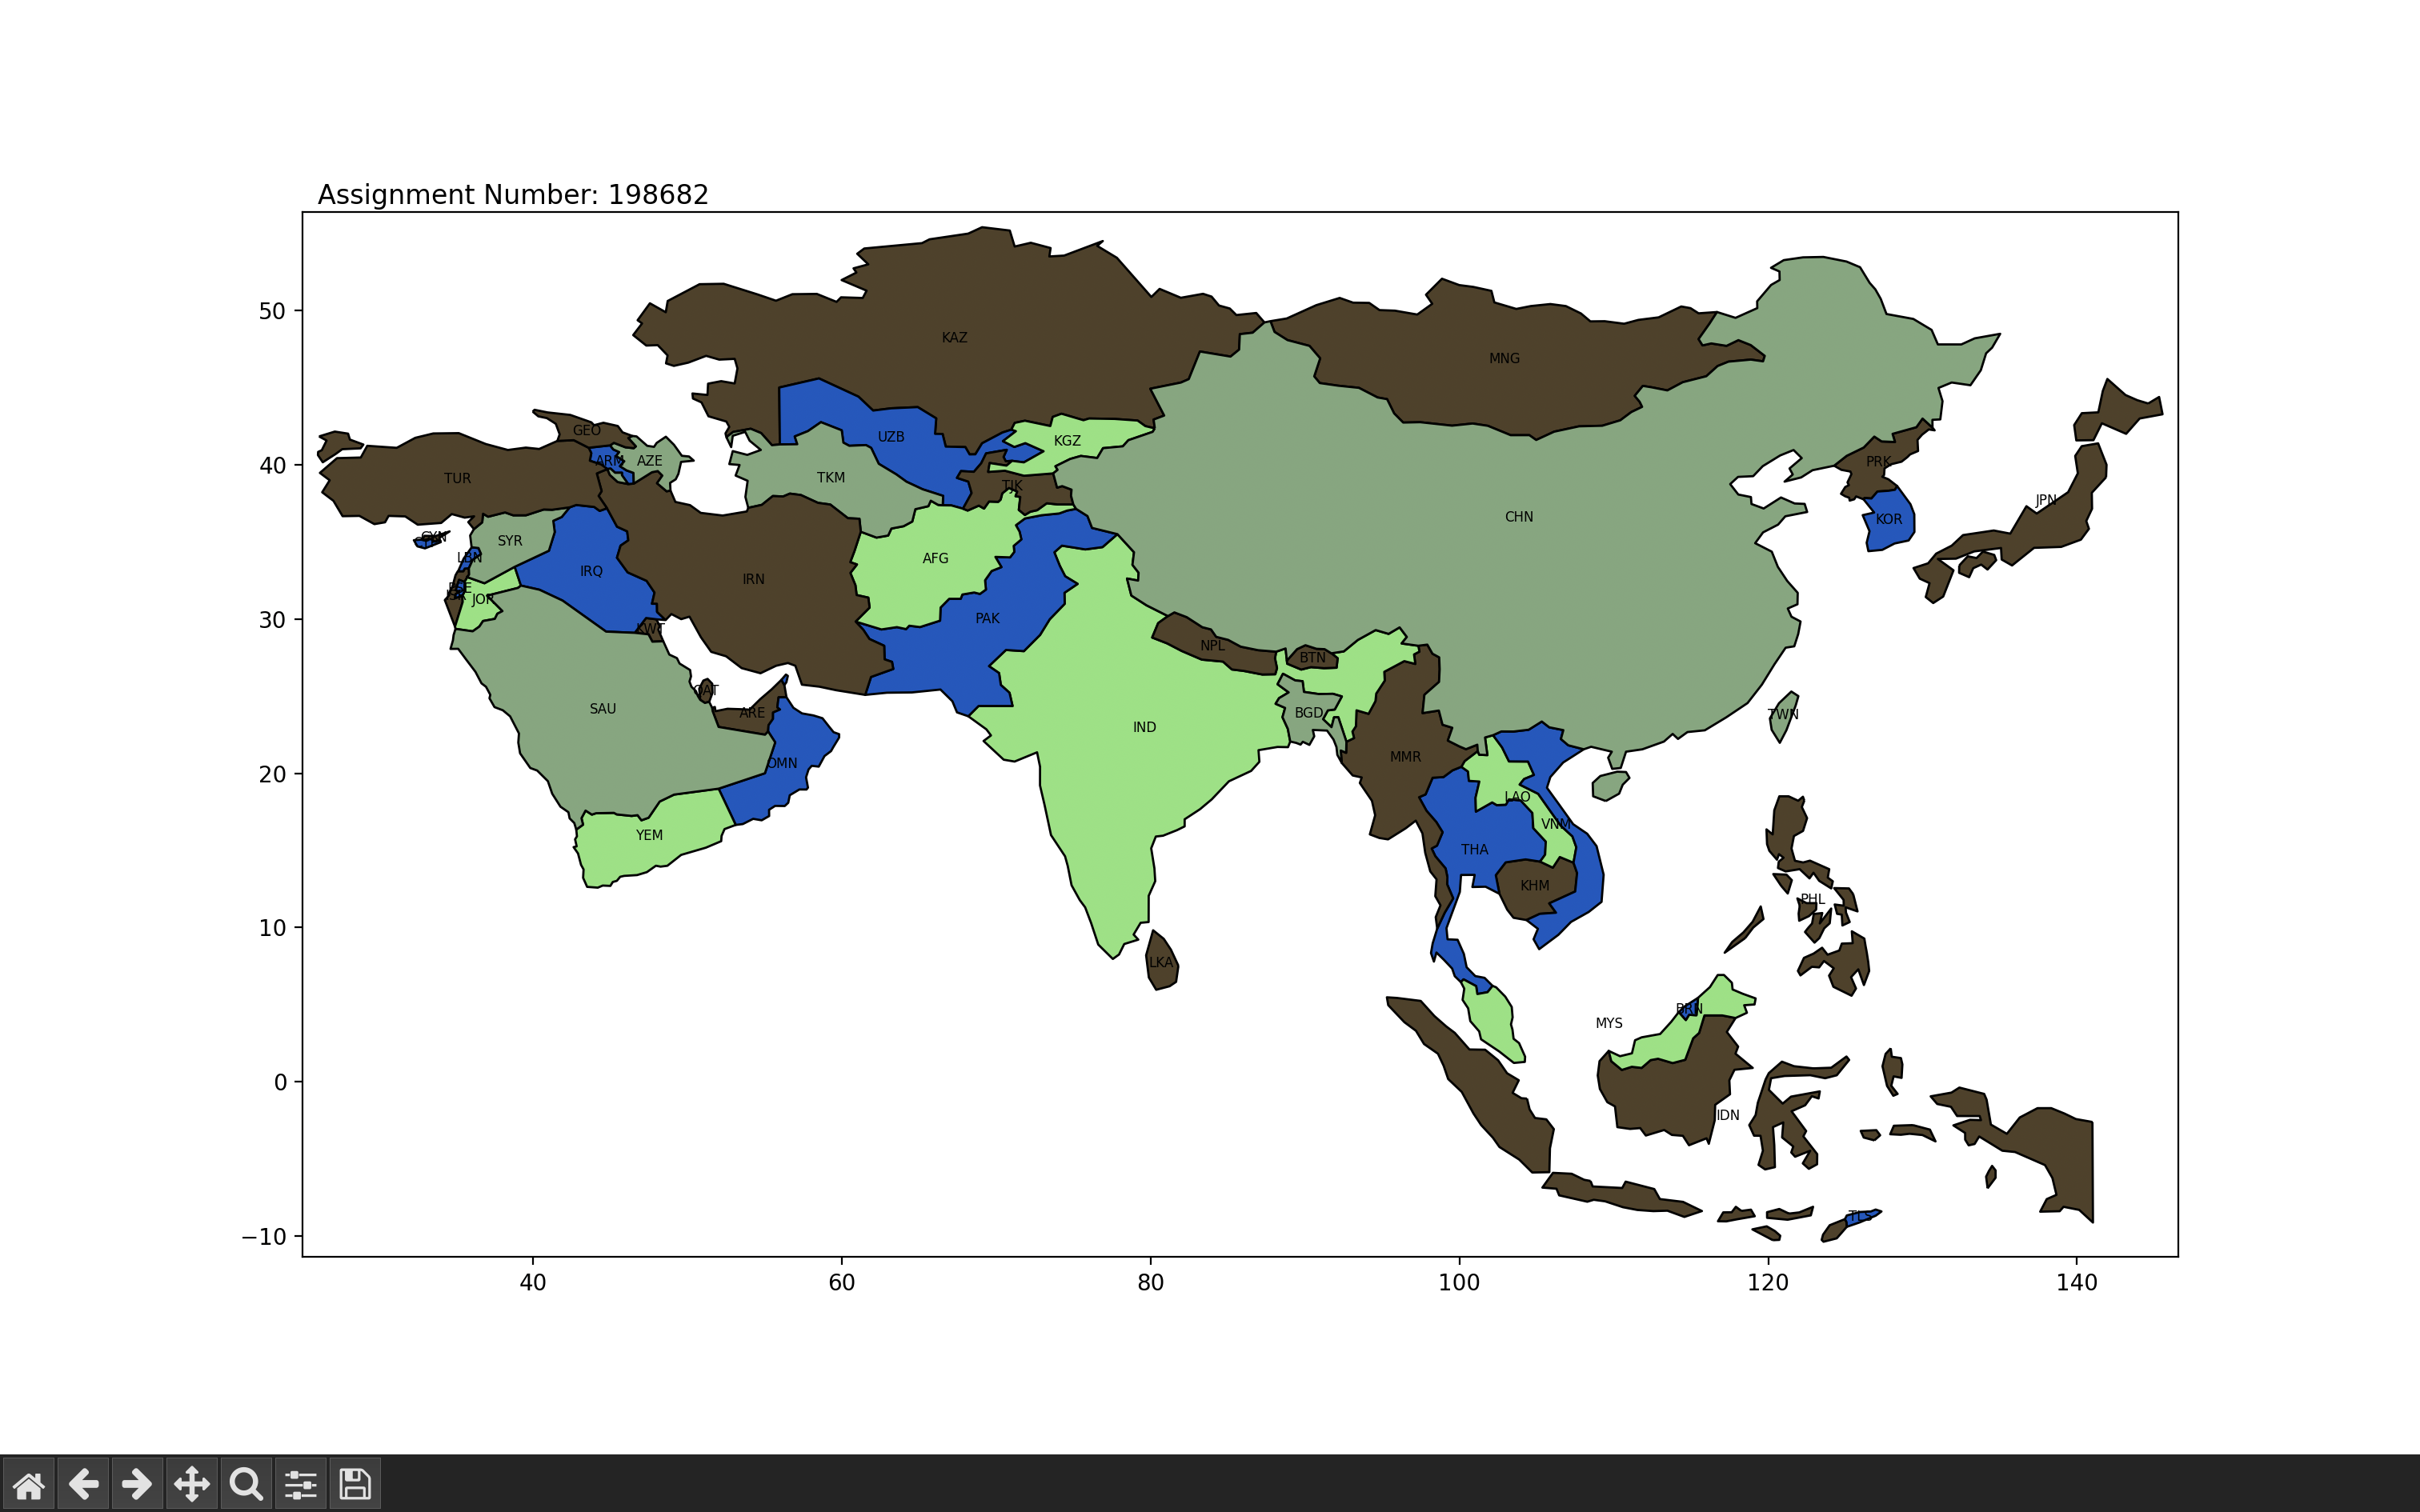 Assignment Number: 198682
50
40
30
20
10
0
−10
KAZ
MNG
GEO
UZB
KGZ
ARM
AZE
TUR
TKM
TJK
PRK
JPN
CHN
KOR
CYN
SYR
LBN
AFG
IRQ
IRN
PSE
ISR
JOR
PAK
KWT
NPL
BTN
QAT
SAU
ARE
IND
BGD
TWN
OMN
MMR
LAO
VNM
YEM
THA
KHM
PHL
LKA
BRN
MYS
IDN
TLS
40
60
80
100
120
140